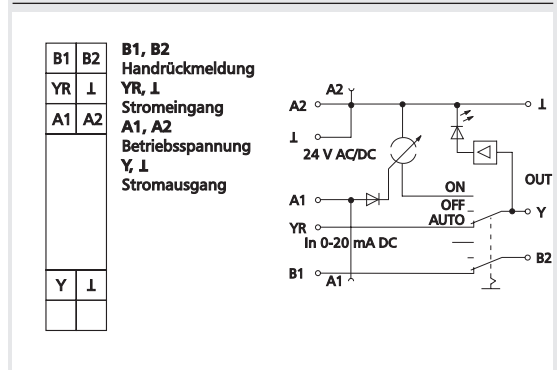 B1 B2
YR ⊥
A1 A2
Y ⊥
B1, B2
Handrückmeldung
YR, ⊥
Stromeingang
A1, A2
Betriebsspannung
Y, ⊥
Stromausgang
A2
A2
⊥
⊥
24 V AC/DC
ON
OUT
OFF
A1
AUTO
Y
YR
In 0-20 mA DC
B2
B1
A1